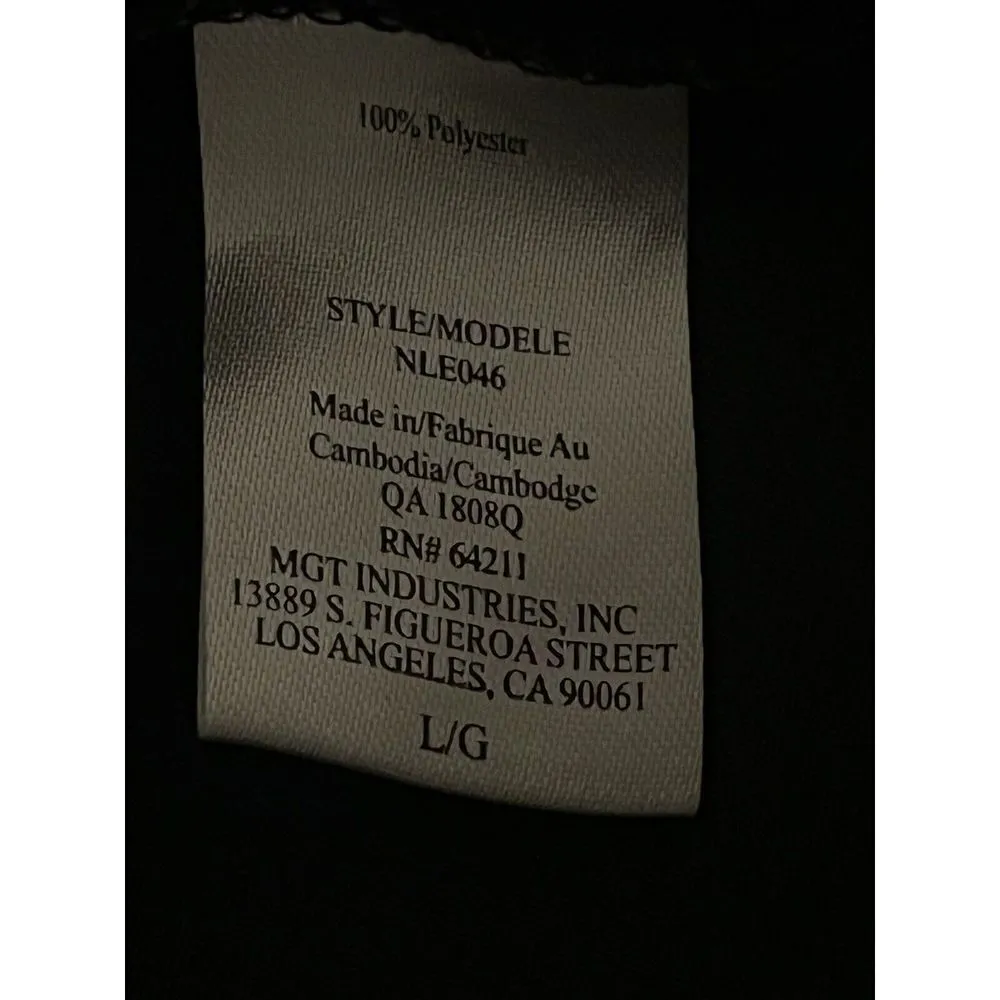 100% Polyester
STYLE/MODELE
NLE046
Made in/Fabrique Au
Cambodia/Cambodge
QA 1808Q
RN# 64211
MGT INDUSTRIES, INC
13889 S. FIGUEROA STREET
LOS ANGELES, CA 90061
L/G